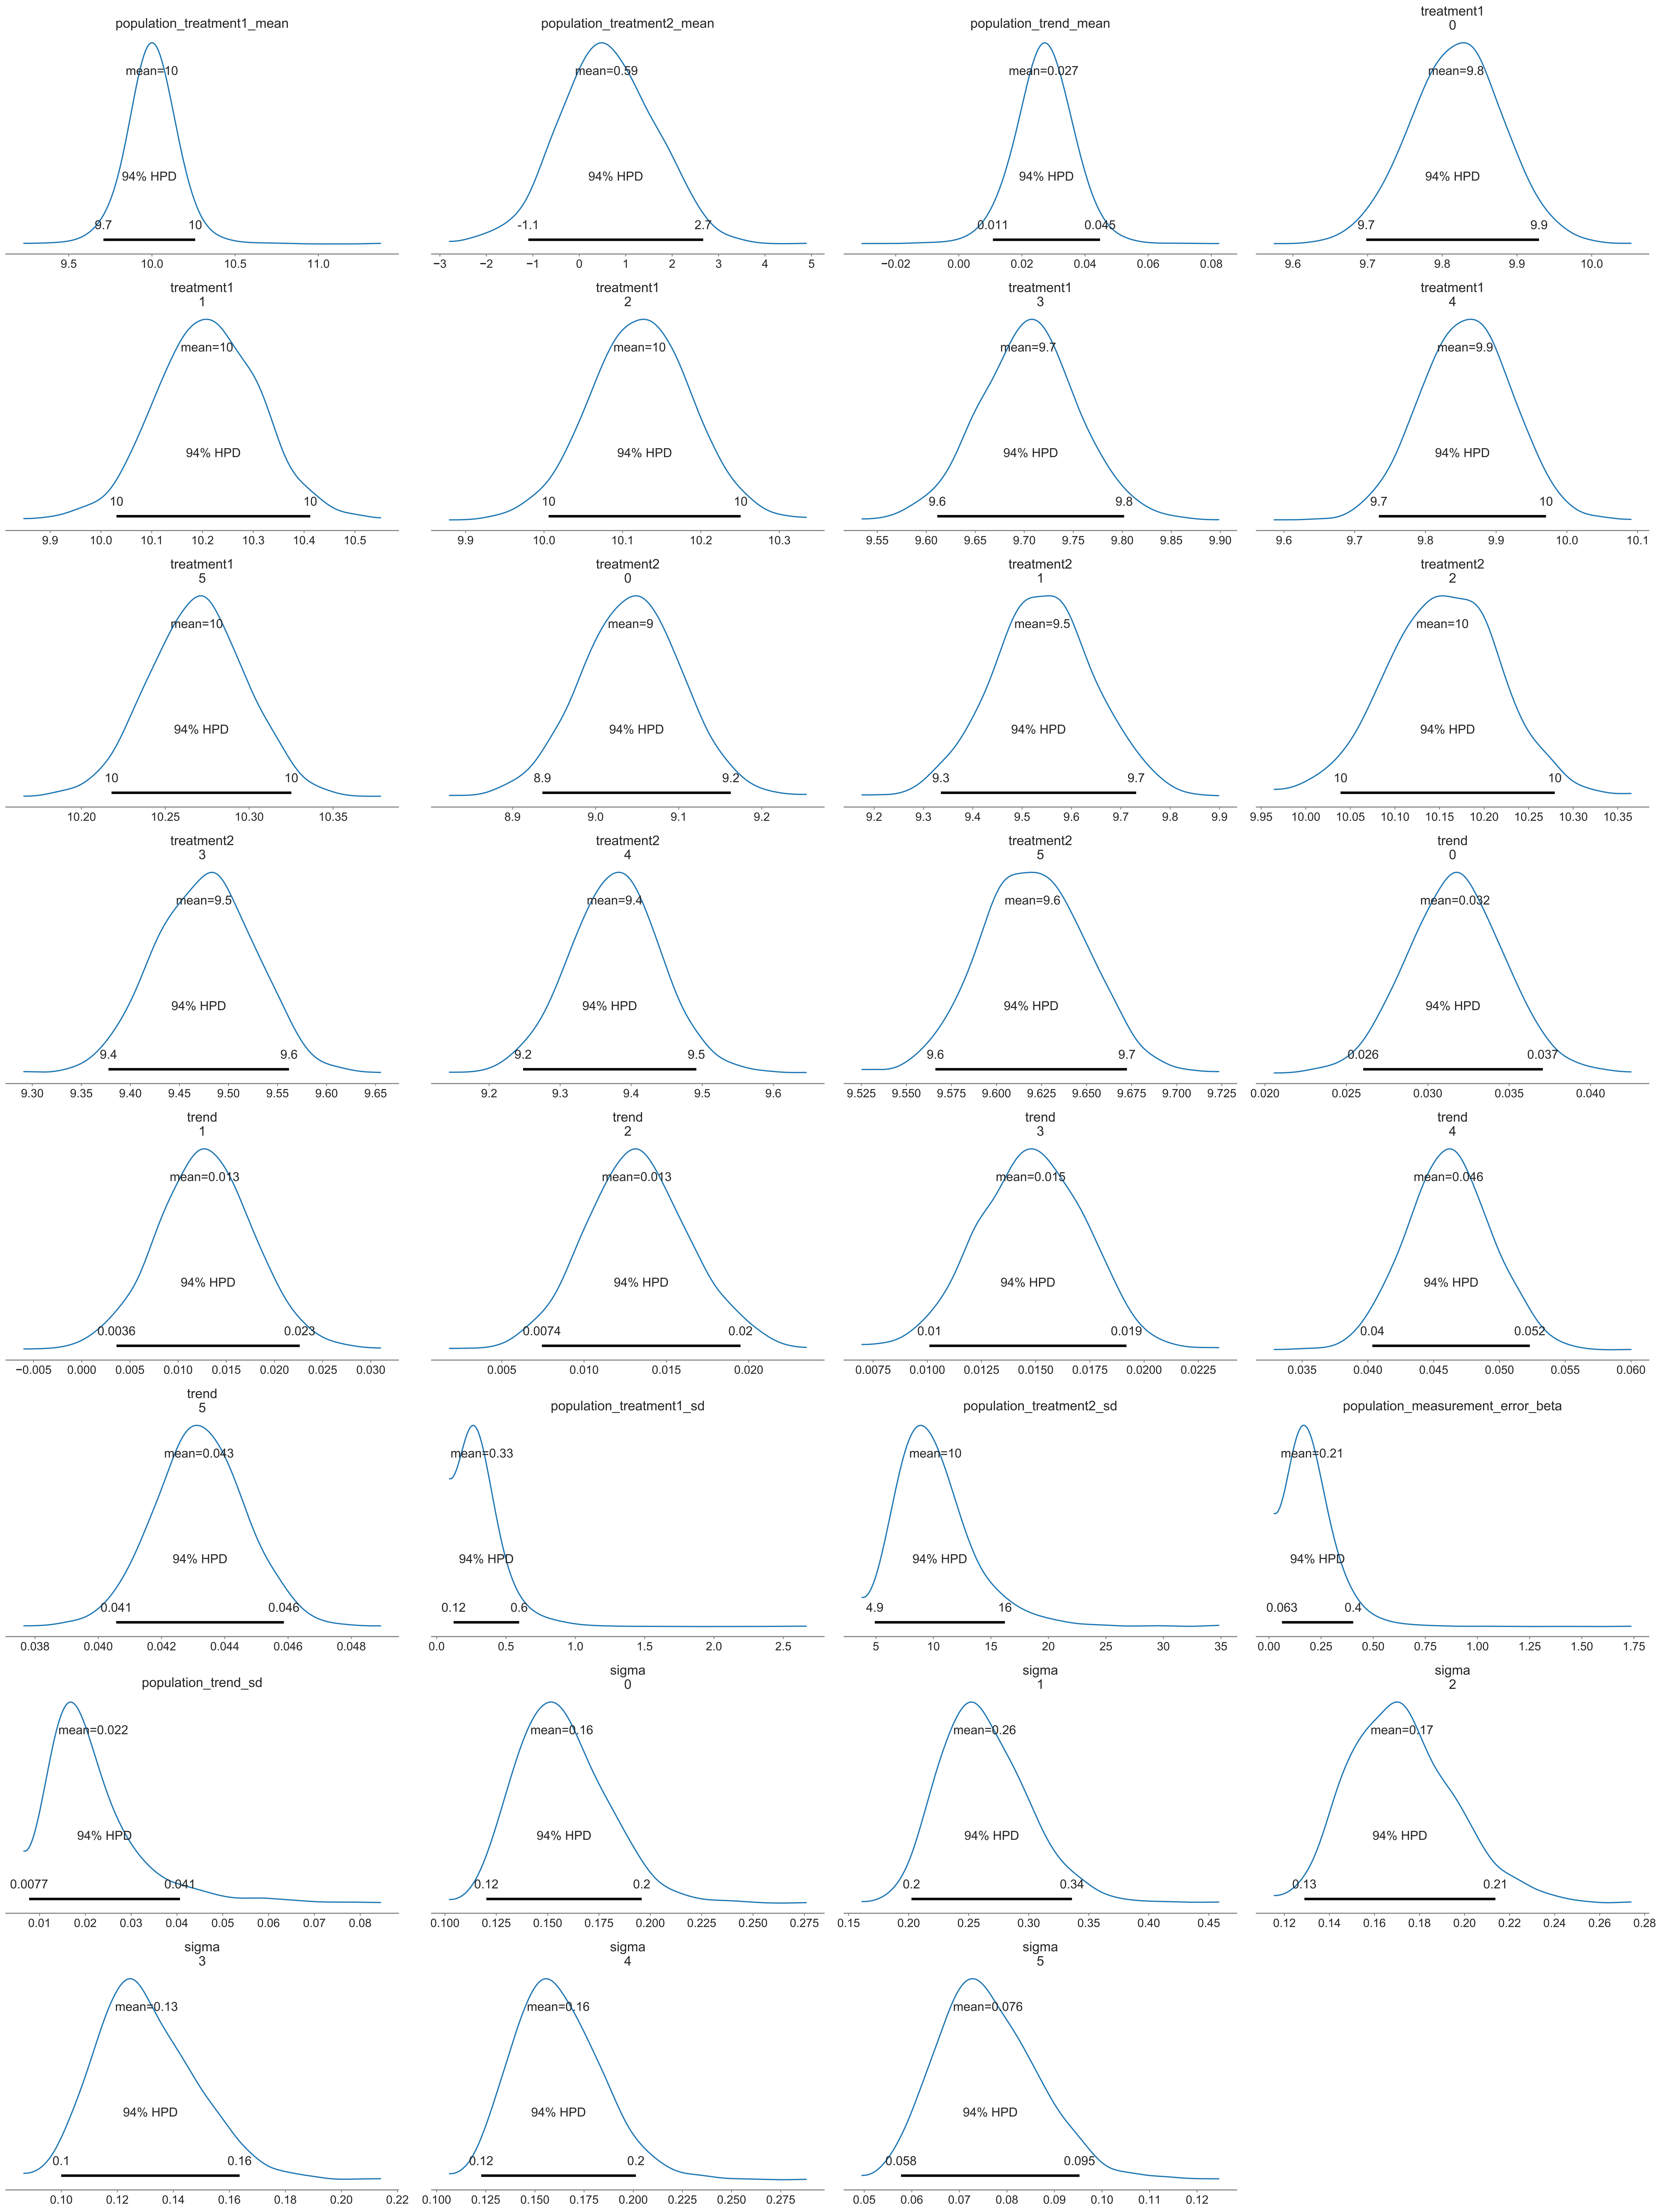 population_treatment1_mean
mean=10
94% HPD
9.7 10
9.5 10.0 10.5 11.0
population_treatment2_mean
mean=0.59
94% HPD
-1.1 2.7
−3 −2 −1 0 1 2 3 4 5
population_trend_mean
mean=0.027
94% HPD
0.011 0.045
−0.02 0.00 0.02 0.04 0.06 0.08
treatment1
0
mean=9.8
94% HPD
9.7 9.9
9.6 9.7 9.8 9.9 10.0
treatment1
1
mean=10
94% HPD
10 10
9.9 10.0 10.1 10.2 10.3 10.4 10.5
treatment1
2
mean=10
94% HPD
10 10
9.9 10.0 10.1 10.2 10.3
treatment1
3
mean=9.7
94% HPD
9.6 9.8
9.55 9.60 9.65 9.70 9.75 9.80 9.85 9.90
treatment1
4
mean=9.9
94% HPD
9.7 10
9.6 9.7 9.8 9.9 10.0 10.1
treatment1
5
mean=10
94% HPD
10 10
10.20 10.25 10.30 10.35
treatment2
0
mean=9
94% HPD
8.9 9.2
8.9 9.0 9.1 9.2
treatment2
1
mean=9.5
94% HPD
9.3 9.7
9.2 9.3 9.4 9.5 9.6 9.7 9.8 9.9
treatment2
2
mean=10
94% HPD
10 10
9.95 10.00 10.05 10.10 10.15 10.20 10.25 10.30 10.35
treatment2
3
mean=9.5
94% HPD
9.4 9.6
9.30 9.35 9.40 9.45 9.50 9.55 9.60 9.65
treatment2
4
mean=9.4
94% HPD
9.2 9.5
9.2 9.3 9.4 9.5 9.6
treatment2
5
mean=9.6
94% HPD
9.6 9.7
9.525 9.550 9.575 9.600 9.625 9.650 9.675 9.700 9.725
trend
0
mean=0.032
94% HPD
0.026 0.037
0.020 0.025 0.030 0.035 0.040
trend
1
mean=0.013
94% HPD
0.0036 0.023
−0.005 0.000 0.005 0.010 0.015 0.020 0.025 0.030
trend
2
mean=0.013
94% HPD
0.0074 0.02
0.005 0.010 0.015 0.020
trend
3
mean=0.015
94% HPD
0.01 0.019
0.0075 0.0100 0.0125 0.0150 0.0175 0.0200 0.0225
trend
4
mean=0.046
94% HPD
0.04 0.052
0.035 0.040 0.045 0.050 0.055 0.060
trend
5
mean=0.043
94% HPD
0.041 0.046
0.038 0.040 0.042 0.044 0.046 0.048
population_treatment1_sd
mean=0.33
94% HPD
0.12 0.6
0.0 0.5 1.0 1.5 2.0 2.5
population_treatment2_sd
mean=10
94% HPD
4.9 16
5 10 15 20 25 30 35
population_measurement_error_beta
mean=0.21
94% HPD
0.063 0.4
0.00 0.25 0.50 0.75 1.00 1.25 1.50 1.75
population_trend_sd
mean=0.022
94% HPD
0.0077 0.041
0.01 0.02 0.03 0.04 0.05 0.06 0.07 0.08
sigma
0
mean=0.16
94% HPD
0.12 0.2
0.100 0.125 0.150 0.175 0.200 0.225 0.250 0.275
sigma
1
mean=0.26
94% HPD
0.2 0.34
0.15 0.20 0.25 0.30 0.35 0.40 0.45
sigma
2
mean=0.17
94% HPD
0.13 0.21
0.12 0.14 0.16 0.18 0.20 0.22 0.24 0.26 0.28
sigma
3
mean=0.13
94% HPD
0.1 0.16
0.10 0.12 0.14 0.16 0.18 0.20 0.22
sigma
4
mean=0.16
94% HPD
0.12 0.2
0.100 0.125 0.150 0.175 0.200 0.225 0.250 0.275
sigma
5
mean=0.076
94% HPD
0.058 0.095
0.05 0.06 0.07 0.08 0.09 0.10 0.11 0.12